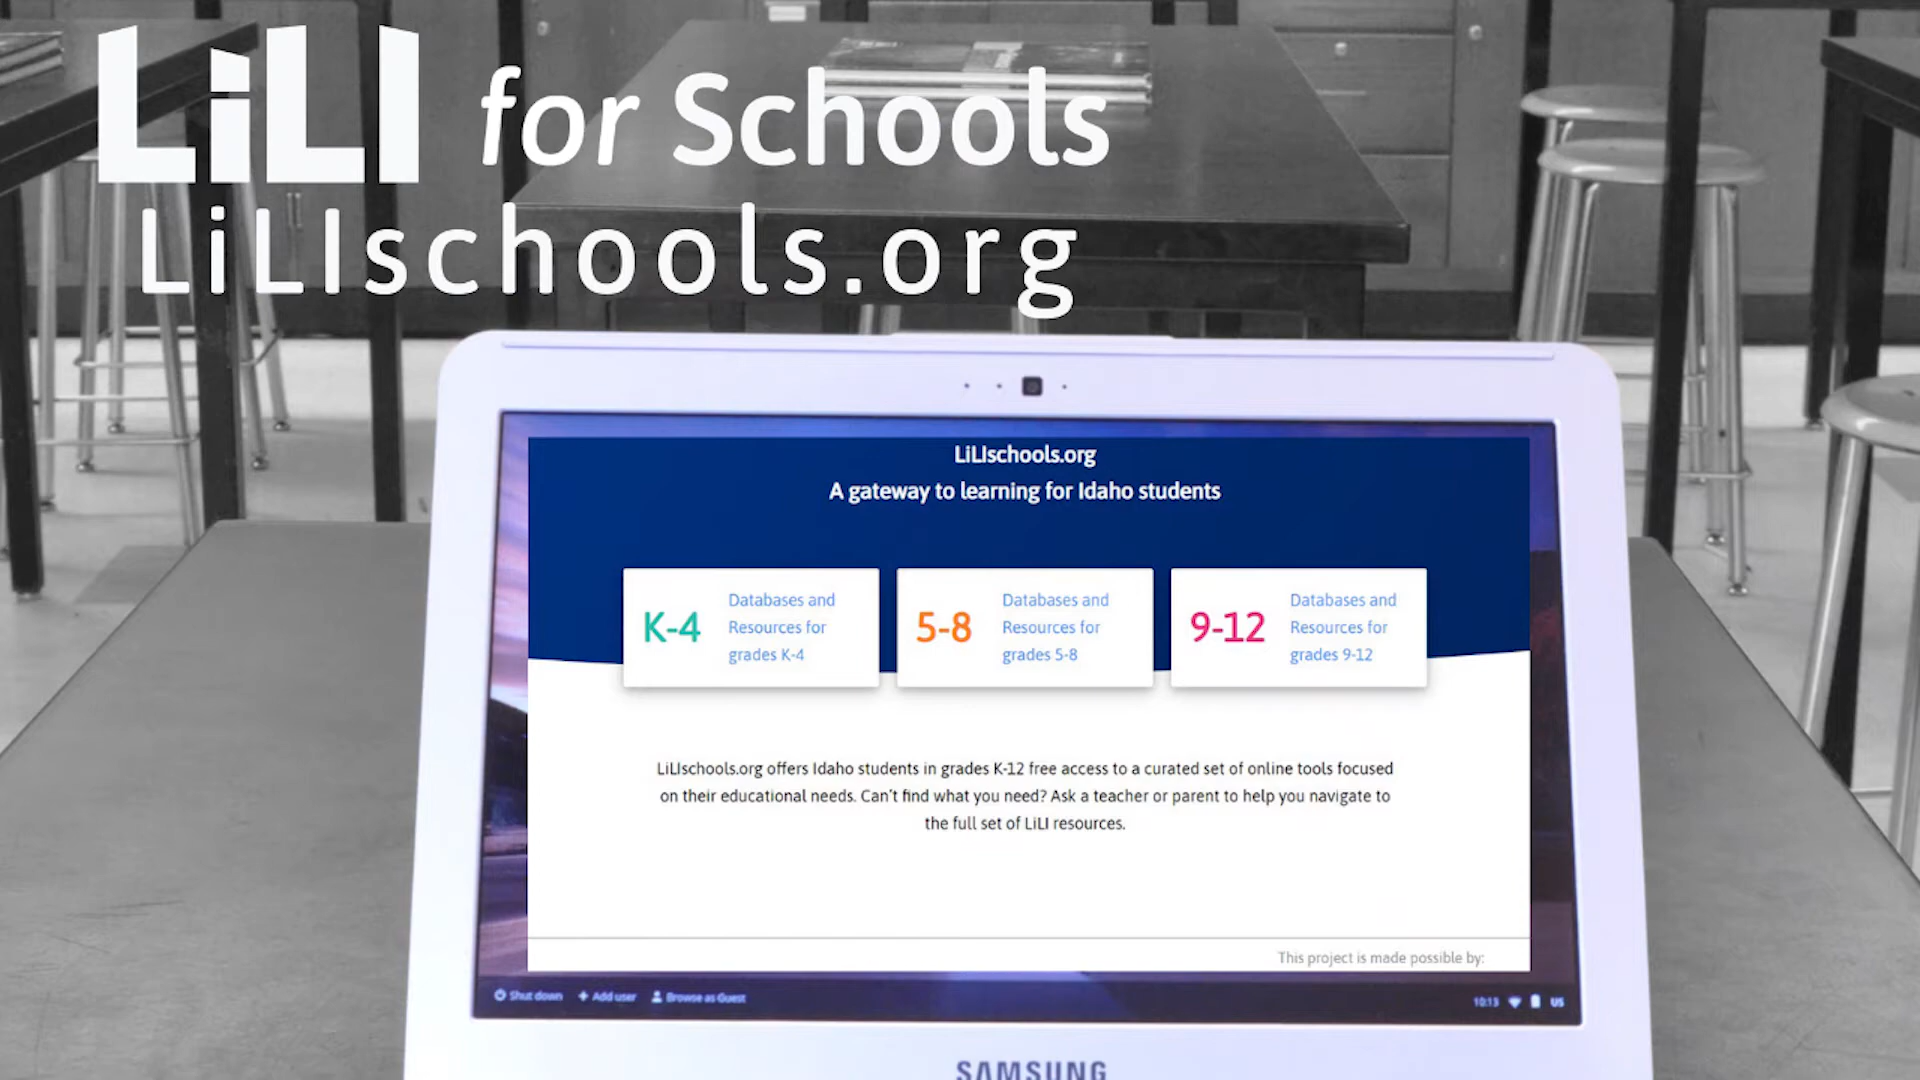 LiLI for Schools
LiLIschools.org
LiLIschools.org
A gateway to learning for Idaho students
K-4
Databases and
Resources for
grades K-4
5-8
Databases and
Resources for
grades 5-8
9-12
Databases and
Resources for
grades 9-12
LiLIschools.org offers Idaho students in grades K-12 free access to a curated set of online tools focused
on their educational needs. Can't find what you need? Ask a teacher or parent to help you navigate to
the full set of LiLI resources.
This project is made possible by:
Shut down Add user Browse as Guest
10:13 US
SAMSUNG